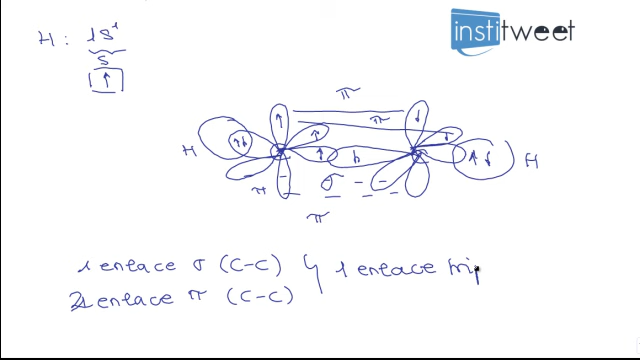 institweet
H : 1s¹
s
↑
π
π
H ↑↓ ↑ ↑ ↑ h ↓ ↑↓ H
π σ
π
1 enlace σ (C-C) y 1 enlace trip
2 enlace π (C-C)